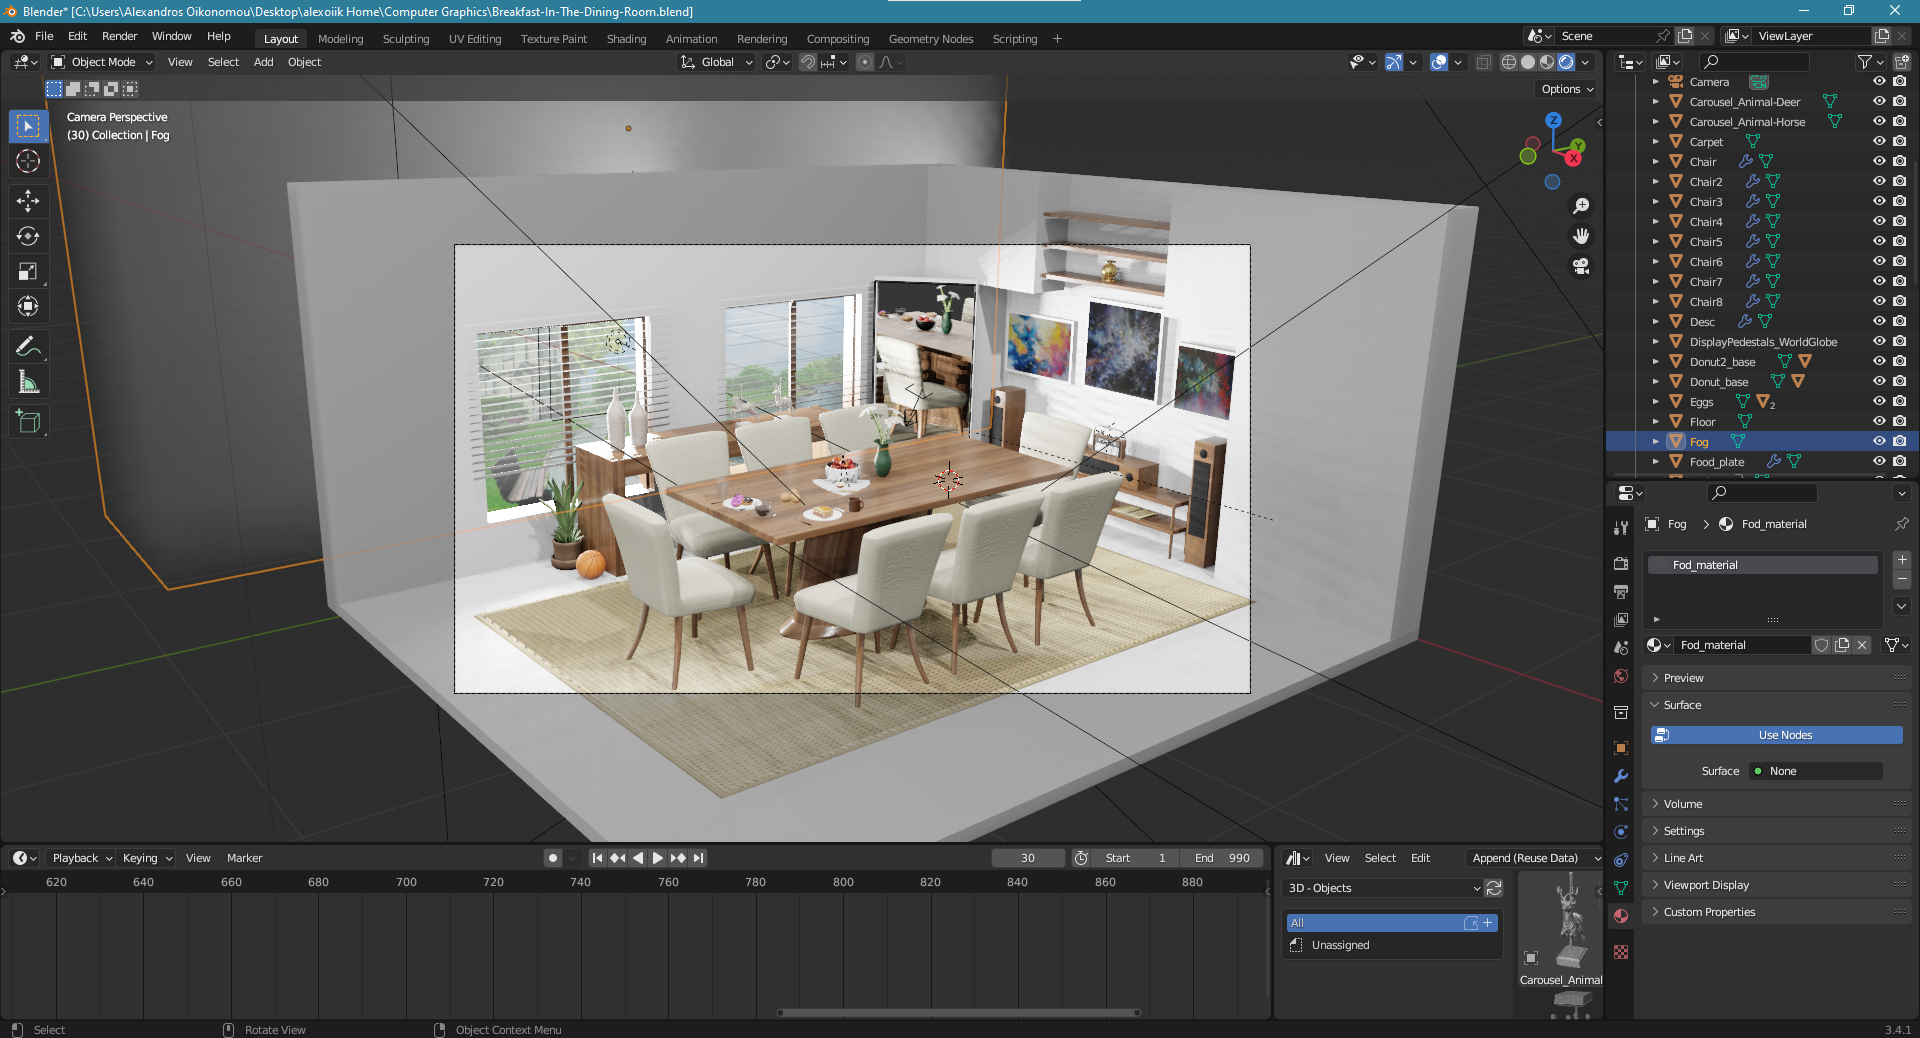 Blender* [C:\Users\Alexandros Oikonomou\Desktop\alexoiik Home\Computer Graphics\Breakfast-In-The-Dining-Room.blend]
File Edit Render Window Help Layout Modeling Sculpting UV Editing Texture Paint Shading Animation Rendering Compositing Geometry Nodes Scripting + Scene ViewLayer
Object Mode View Select Add Object Global
Options
Camera Perspective
(30) Collection | Fog
Z
Y
X
Camera
Carousel_Animal-Deer
Carousel_Animal-Horse
Carpet
Chair
Chair2
Chair3
Chair4
Chair5
Chair6
Chair7
Chair8
Desc
DisplayPedestals_WorldGlobe
Donut2_base
Donut_base
Eggs 2
Floor
Fog
Food_plate
Fog Fod_material
Fod_material
Fod_material
Preview
Surface
Use Nodes
Surface None
Volume
Settings
Line Art
Viewport Display
Custom Properties
Playback Keying View Marker 30 Start 1 End 990
620 640 660 680 700 720 740 760 780 800 820 840 860 880
View Select Edit Append (Reuse Data)
3D - Objects
All
Unassigned
Carousel_Animal
Select Rotate View Object Context Menu 3.4.1